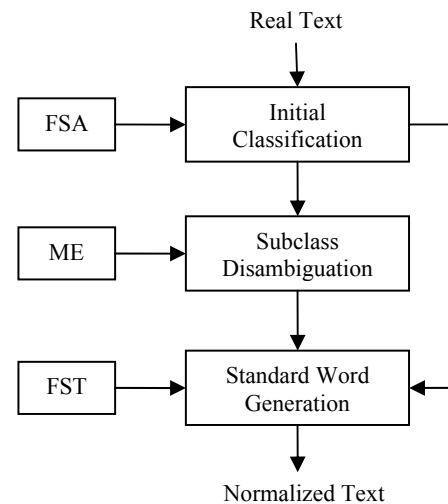 Real Text
FSA
Initial
Classification
ME
Subclass
Disambiguation
FST
Standard Word
Generation
Normalized Text